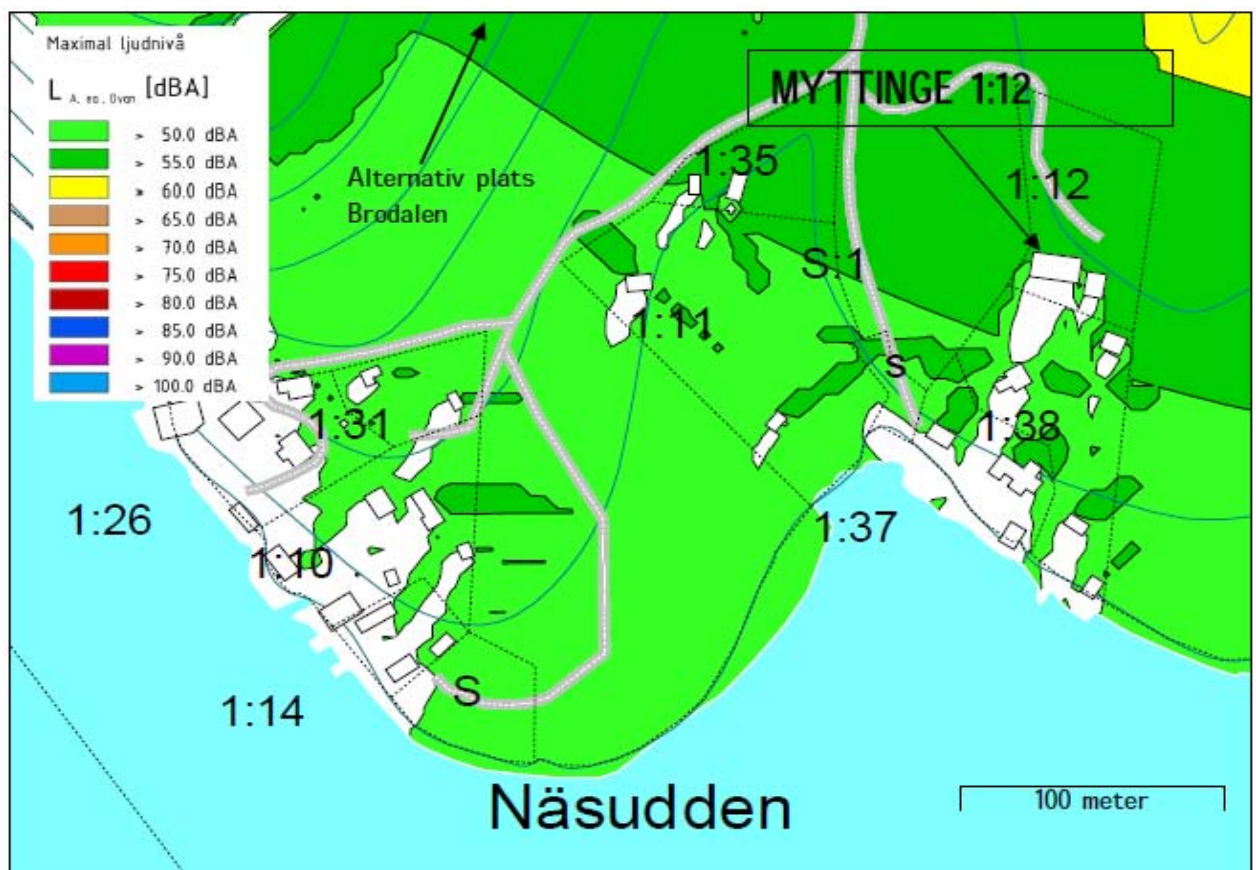 Maximal ljudnivå
L A. eq. Ovan [dBA]
> 50.0 dBA
> 55.0 dBA
> 60.0 dBA
> 65.0 dBA
> 70.0 dBA
> 75.0 dBA
> 80.0 dBA
> 85.0 dBA
> 90.0 dBA
> 100.0 dBA
MYTTINGE 1:12
Alternativ plats
Brodalen
1:35
1:12
S:1
1:11
s
1:31
1:38
1:26
1:37
1:10
S
1:14
Näsudden
100 meter